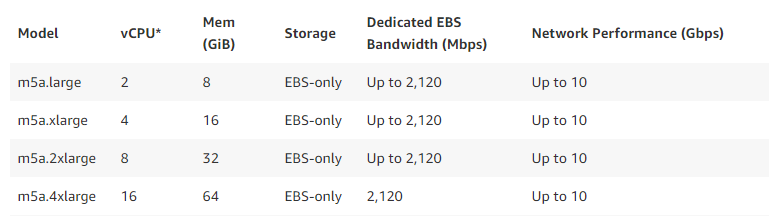 Model vCPU* Mem (GiB) Storage Dedicated EBS Bandwidth (Mbps) Network Performance (Gbps)
m5a.large 2 8 EBS-only Up to 2,120 Up to 10
m5a.xlarge 4 16 EBS-only Up to 2,120 Up to 10
m5a.2xlarge 8 32 EBS-only Up to 2,120 Up to 10
m5a.4xlarge 16 64 EBS-only 2,120 Up to 10